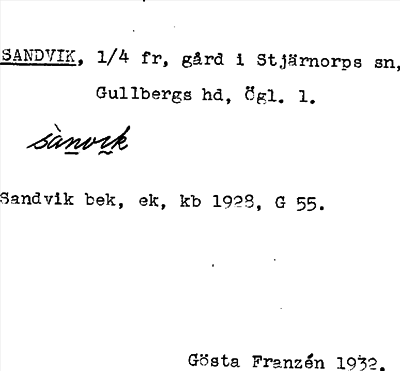 SANDVIK, 1/4 fr, gård i Stjärnorps sn,
Gullbergs hd, Ögl. l.
sànvik
Sandvik bek, ek, kb 1928, G 55.
Gösta Franzén 1932.